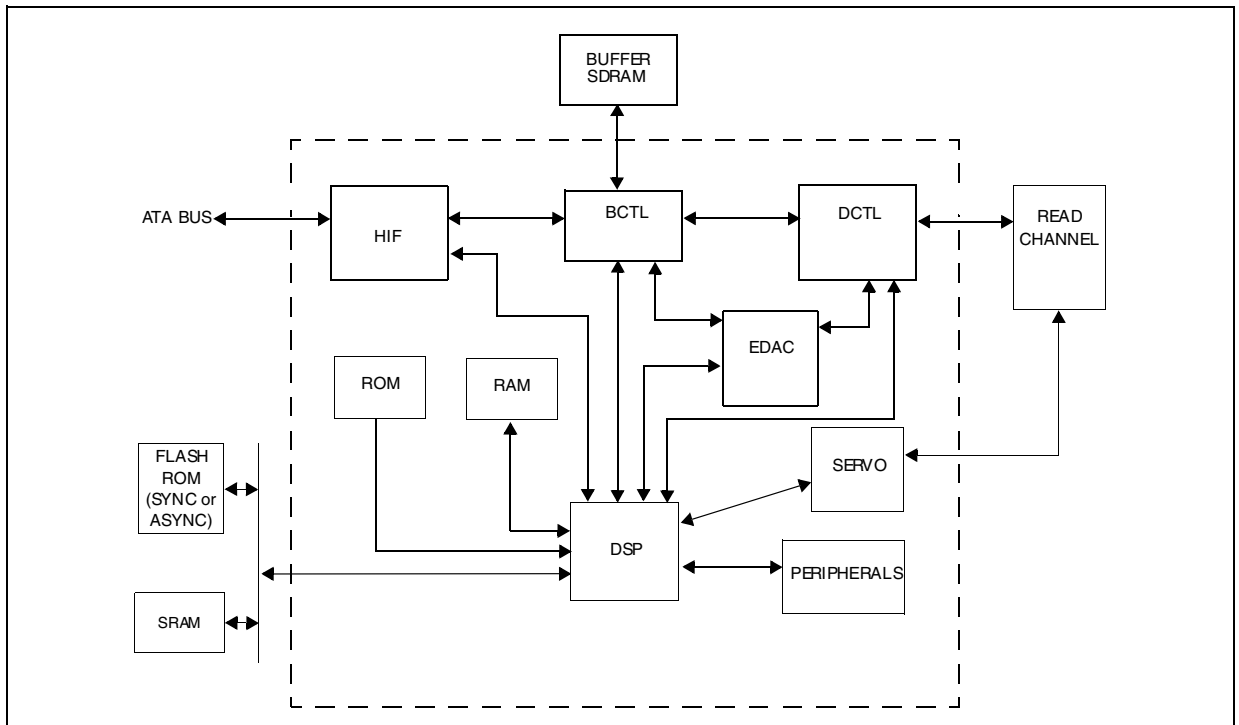 BUFFER
SDRAM
ATA BUS
HIF
BCTL
DCTL
READ
CHANNEL
EDAC
ROM
RAM
FLASH
ROM
(SYNC or
ASYNC)
SERVO
DSP
PERIPHERALS
SRAM